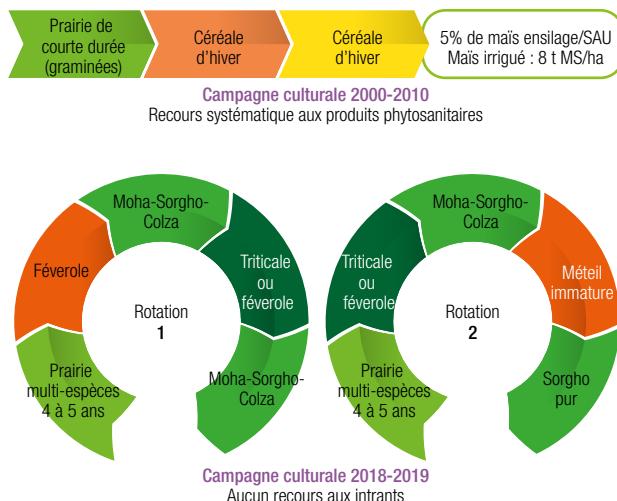 Prairie de
courte durée
(graminées)
Céréale
d'hiver
Céréale
d'hiver
5% de maïs ensilage/SAU
Maïs irrigué : 8 t MS/ha
Campagne culturale 2000-2010
Recours systématique aux produits phytosanitaires
Moha-Sorgho-
Colza
Féverole
Triticale
ou
féverole
Rotation
1
Prairie
multi-espèces
4 à 5 ans
Moha-Sorgho-
Colza
Moha-Sorgho-
Colza
Triticale
ou
féverole
Méteil
immature
Rotation
2
Prairie
multi-espèces
4 à 5 ans
Sorgho
pur
Campagne culturale 2018-2019
Aucun recours aux intrants